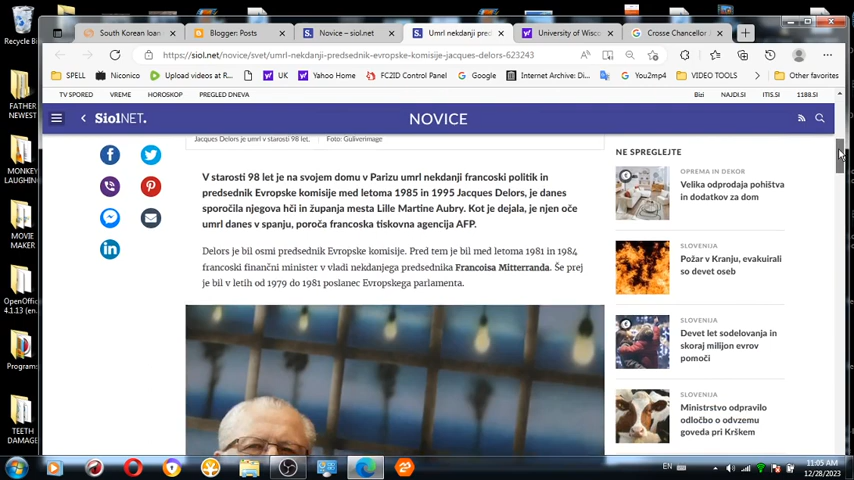 South Korean loan
Blogger: Posts
Novice – siol.net
Umrl nekdanji pred
University of Wisco
Crosse Chancellor J
https://siol.net/novice/svet/umrl-nekdanji-predsednik-evropske-komisije-jacques-delors-623243
SPELL
Niconico
Upload videos at r...
UK
Yahoo Home
FC2ID Control Panel
Google
Internet Archive: Di...
You2mp4
VIDEO TOOLS
Other favorites
TV SPORED
VREME
HOROSKOP
PREGLED DNEVA
Bizi
NAJDI.SI
ITIS.SI
1188.SI
SiolNET.
NOVICE
Jacques Delors je umrl v starosti 98 let.
Foto: Guliverimage
V starosti 98 let je na svojem domu v Parizu umrl nekdanji francoski politik in
predsednik Evropske komisije med letoma 1985 in 1995 Jacques Delors, je danes
sporočila njegova hči in županja mesta Lille Martine Aubry. Kot je dejala, je njen oče
umrl danes v spanju, poroča francoska tiskovna agencija AFP.
Delors je bil osmi predsednik Evropske komisije. Pred tem je bil med letoma 1981 in 1984
francoski finančni minister v vladi nekdanjega predsednika Francoisa Mitterranda. Še prej
je bil v letih od 1979 do 1981 poslanec Evropskega parlamenta.
NE SPREGLEJTE
OPREMA IN DEKOR
Velika odprodaja pohištva
in dodatkov za dom
SLOVENIJA
Požar v Kranju, evakuirali
so devet oseb
SLOVENIJA
Devet let sodelovanja in
skoraj milijon evrov
pomoči
SLOVENIJA
Ministrstvo odpravilo
odločbo o odvzemu
goveda pri Krškem
Recycle Bin
FATHER
NEWEST
MONKEY
LAUGHING
MOVIE
MAKER
OpenOffice
4.1.13 (en...
Programs
TEETH
DAMAGE
EN
11:05 AM
12/28/2023